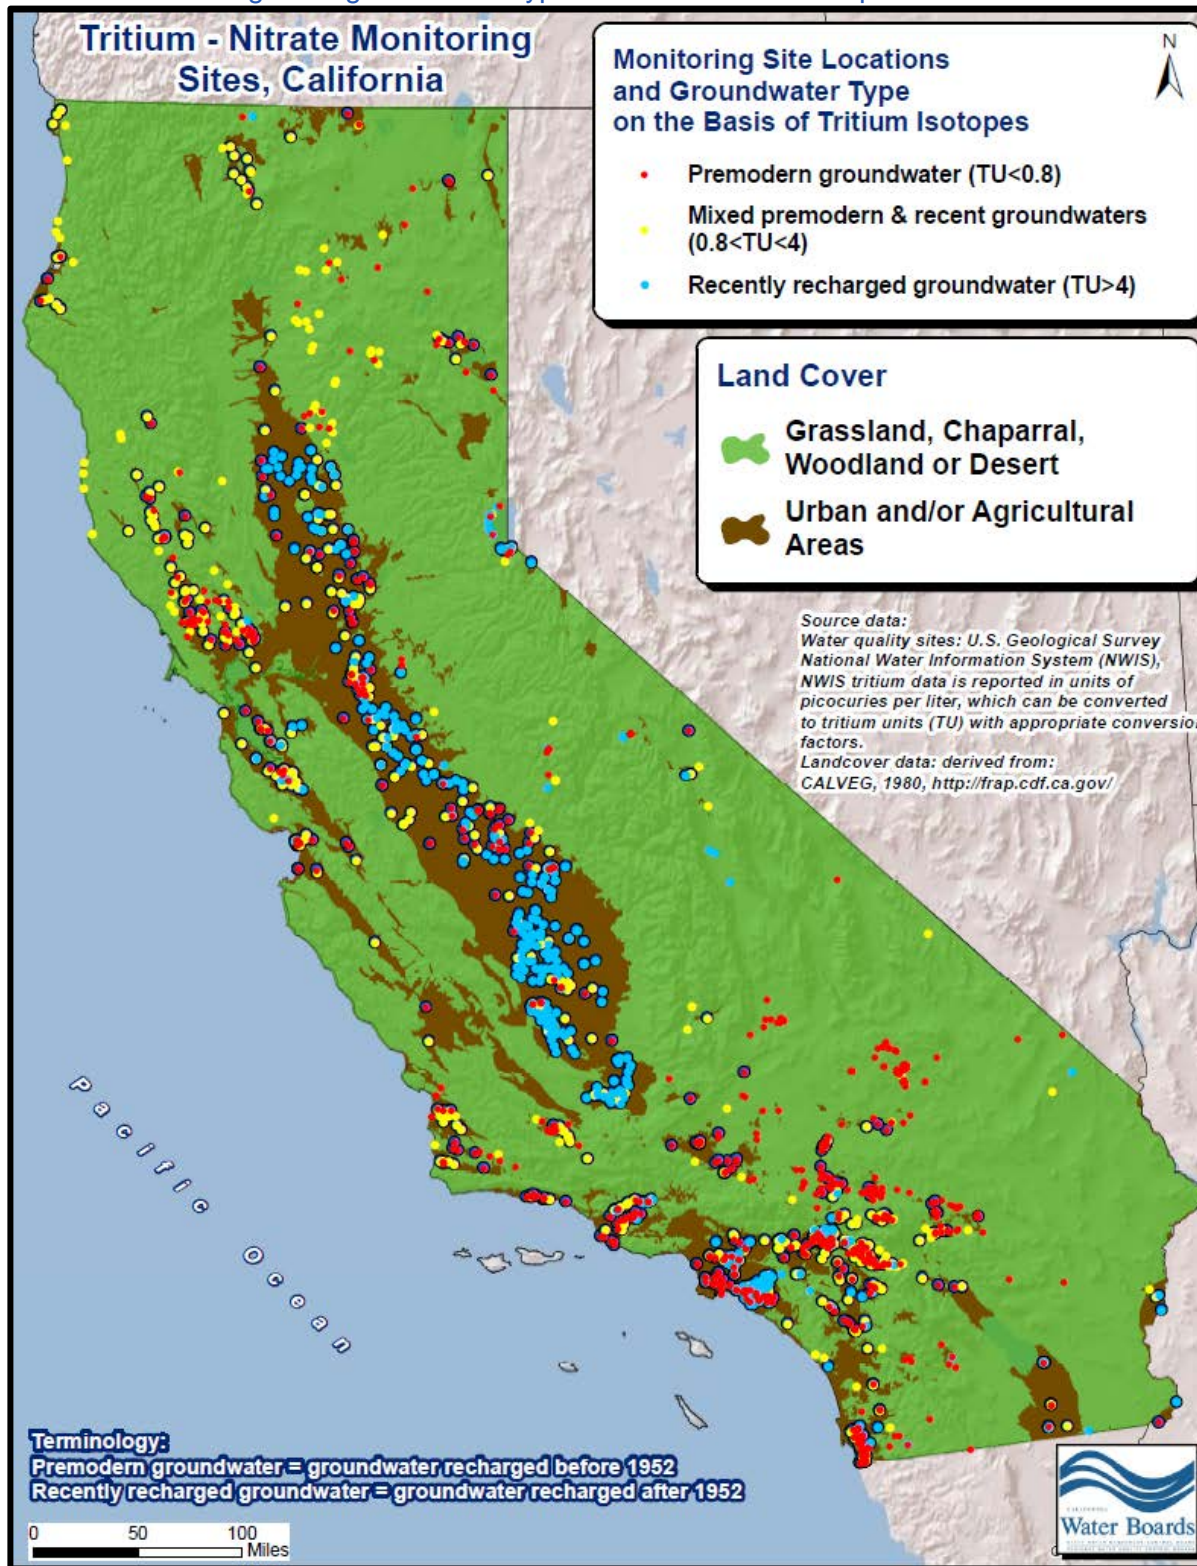 Tritium - Nitrate Monitoring
Sites, California
Monitoring Site Locations
and Groundwater Type
on the Basis of Tritium Isotopes
N
Premodern groundwater (TU<0.8)
Mixed premodern & recent groundwaters
(0.8<TU<4)
Recently recharged groundwater (TU>4)
Land Cover
Grassland, Chaparral,
Woodland or Desert
Urban and/or Agricultural
Areas
Source data:
Water quality sites: U.S. Geological Survey
National Water Information System (NWIS),
NWIS tritium data is reported in units of
picocuries per liter, which can be converted
to tritium units (TU) with appropriate conversion
factors.
Landcover data: derived from:
CALVEG, 1980, http://frap.cdf.ca.gov/
Pacific Ocean
Terminology:
Premodern groundwater = groundwater recharged before 1952
Recently recharged groundwater = groundwater recharged after 1952
0 50 100
Miles
CALIFORNIA
Water Boards